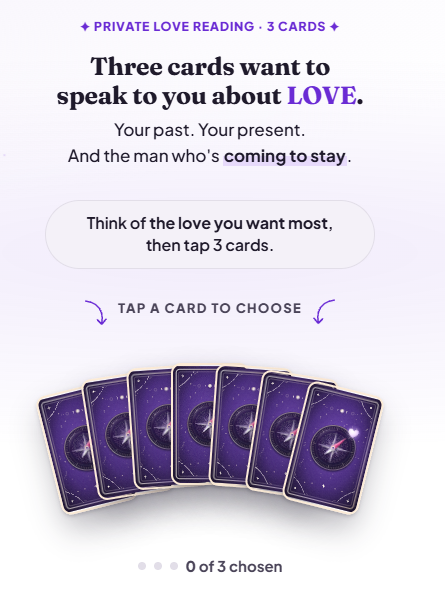 ✦ PRIVATE LOVE READING · 3 CARDS ✦
Three cards want to
speak to you about LOVE.
Your past. Your present.
And the man who's coming to stay.
Think of the love you want most,
then tap 3 cards.
TAP A CARD TO CHOOSE
0 of 3 chosen